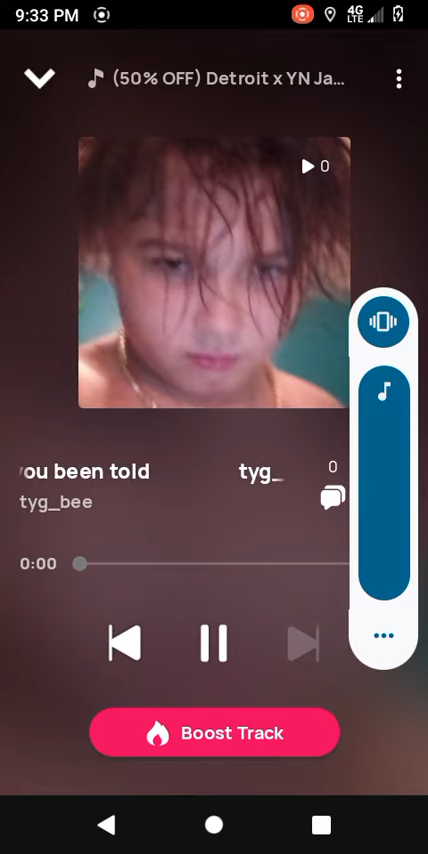 9:33 PM 4G LTE
(50% OFF) Detroit x YN Ja...
0
ou been told tyg_
0
tyg_bee
0:00
Boost Track